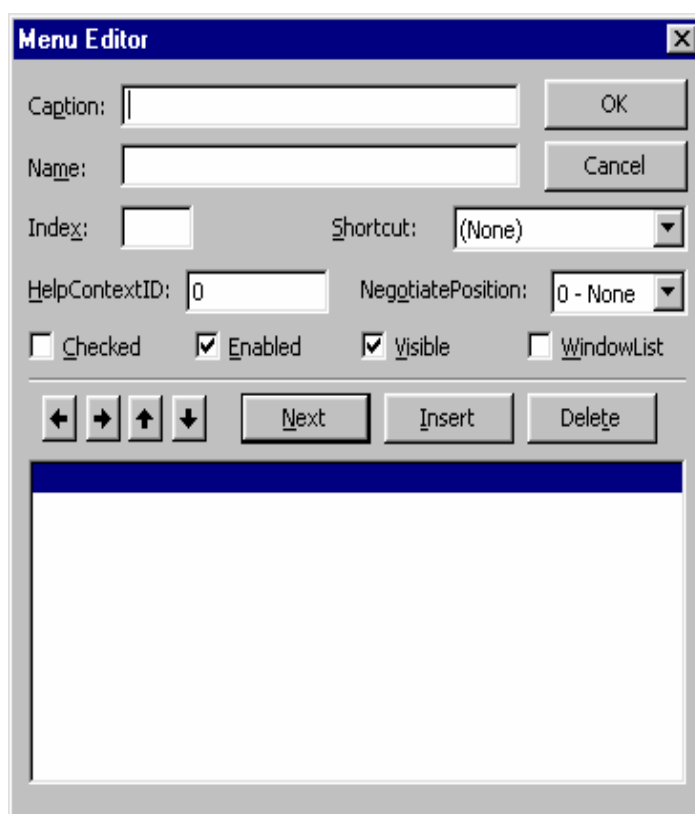 Menu Editor
Caption:
OK
Name:
Cancel
Index:
Shortcut: (None)
HelpContextID: 0
NegotiatePosition: 0 - None
Checked
Enabled
Visible
WindowList
Next
Insert
Delete